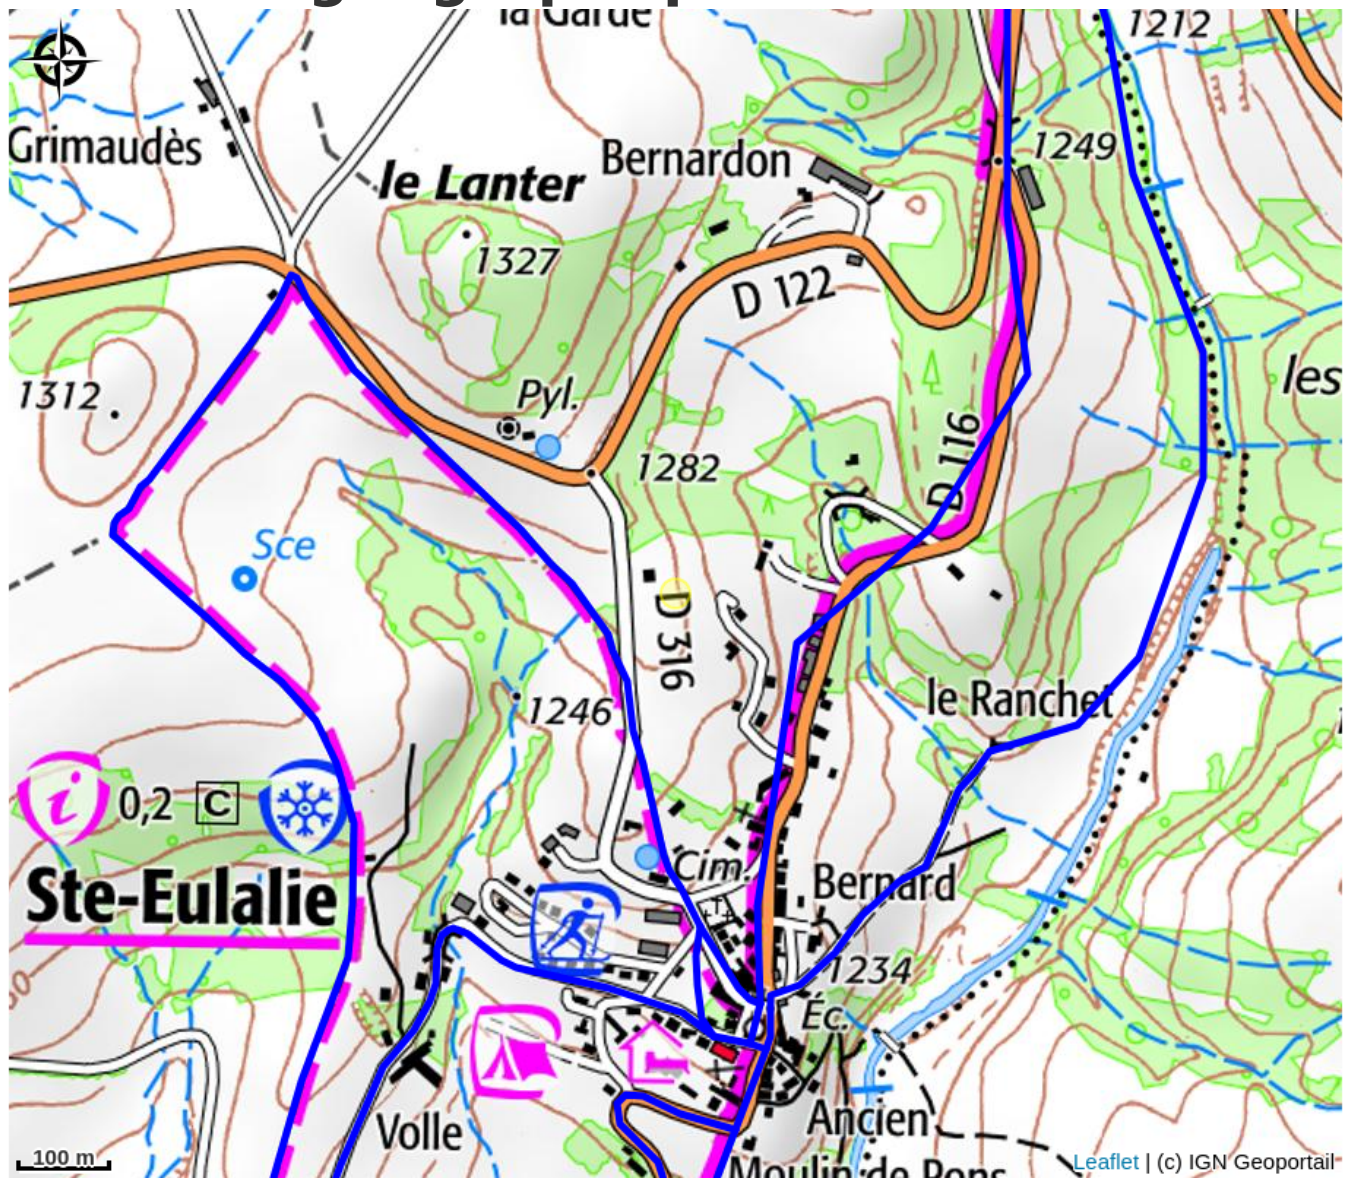 la Garde
1212
Grimaudès
Bernardon
1249
le Lanter
1327
D 122
1312
Pyl.
les
1282
D 116
Sce
D 316
le Ranchet
1246
i
0,2 C
Cim.
Bernard
Ste-Eulalie
1234
Éc.
Volle
Ancien
Moulin de Pons
100 m
Leaflet | (c) IGN Geoportail